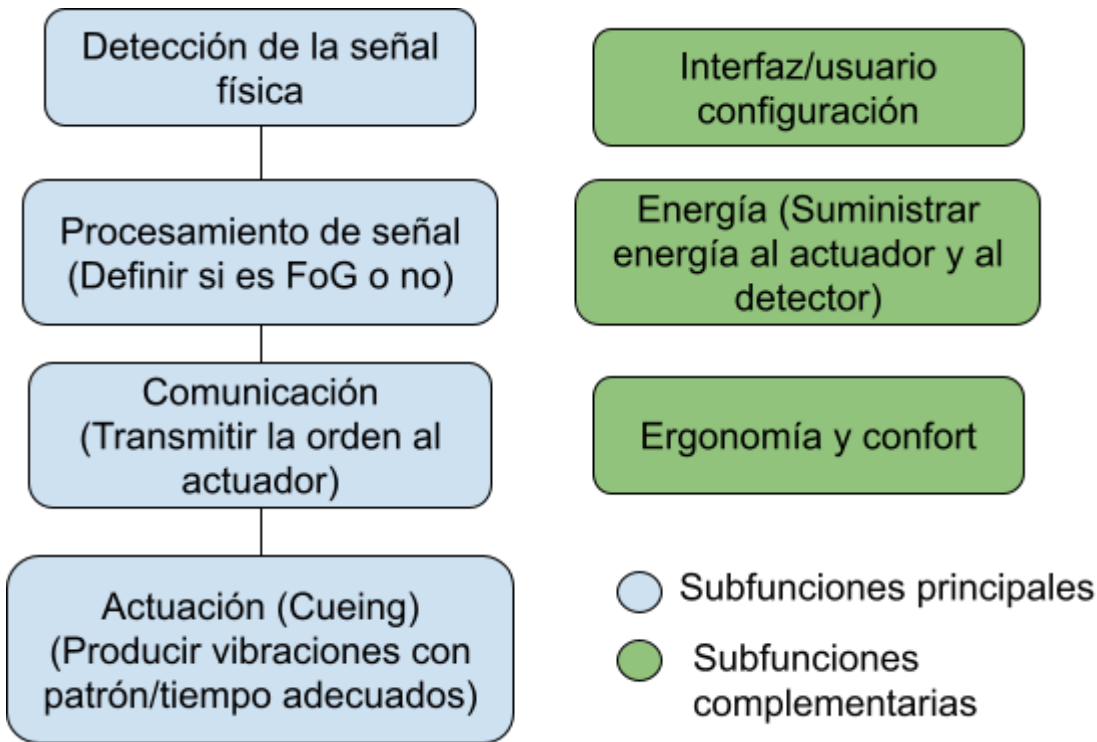 Detección de la señal
física
Procesamiento de señal
(Definir si es FoG o no)
Comunicación
(Transmitir la orden al
actuador)
Actuación (Cueing)
(Producir vibraciones con
patrón/tiempo adecuados)
Interfaz/usuario
configuración
Energía (Suministrar
energía al actuador y al
detector)
Ergonomía y confort
Subfunciones principales
Subfunciones
complementarias